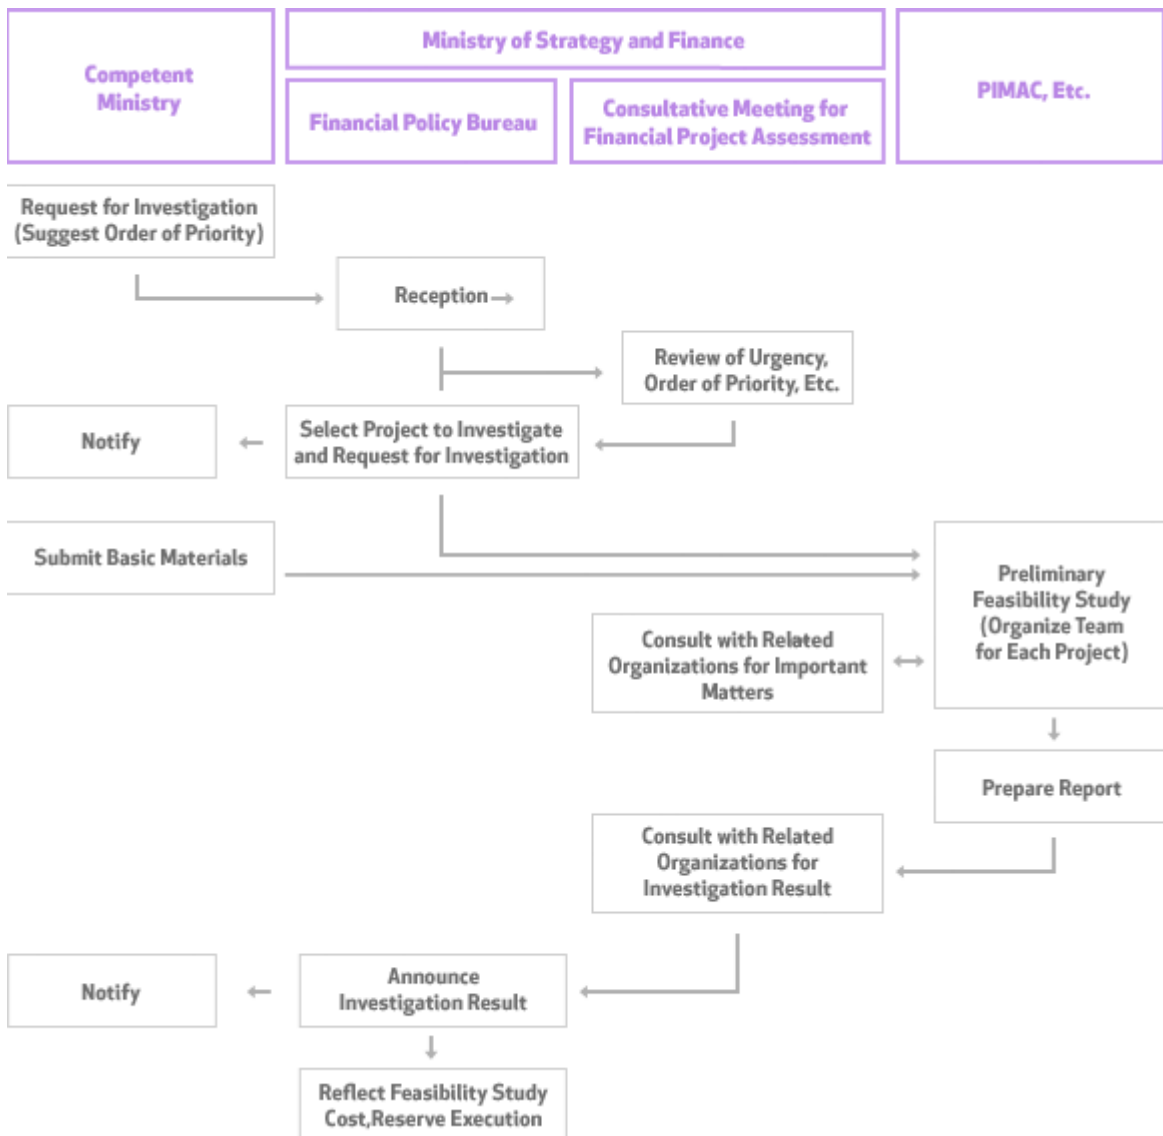 Competent
Ministry
Ministry of Strategy and Finance
Financial Policy Bureau
Consultative Meeting for
Financial Project Assessment
PIMAC, Etc.
Request for Investigation
(Suggest Order of Priority)
Reception
Review of Urgency,
Order of Priority, Etc.
Notify
Select Project to Investigate
and Request for Investigation
Submit Basic Materials
Preliminary
Feasibility Study
(Organize Team
for Each Project)
Consult with Related
Organizations for Important
Matters
Prepare Report
Consult with Related
Organizations for
Investigation Result
Notify
Announce
Investigation Result
Reflect Feasibility Study
Cost,Reserve Execution